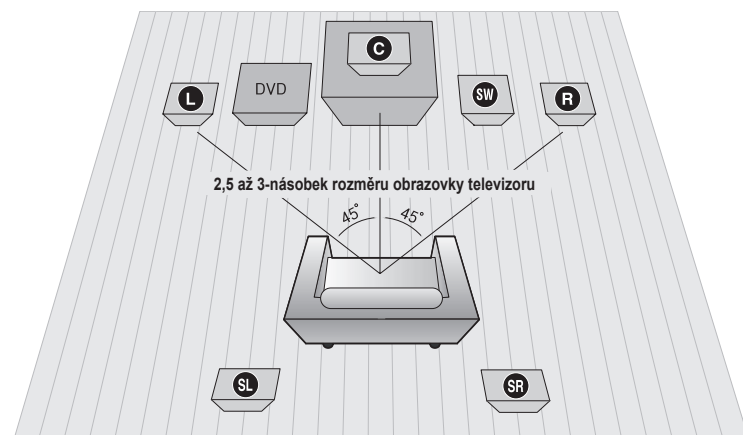 C
L
DVD
SW
R
2,5 až 3-násobek rozměru obrazovky televizoru
45° 45°
SL
SR